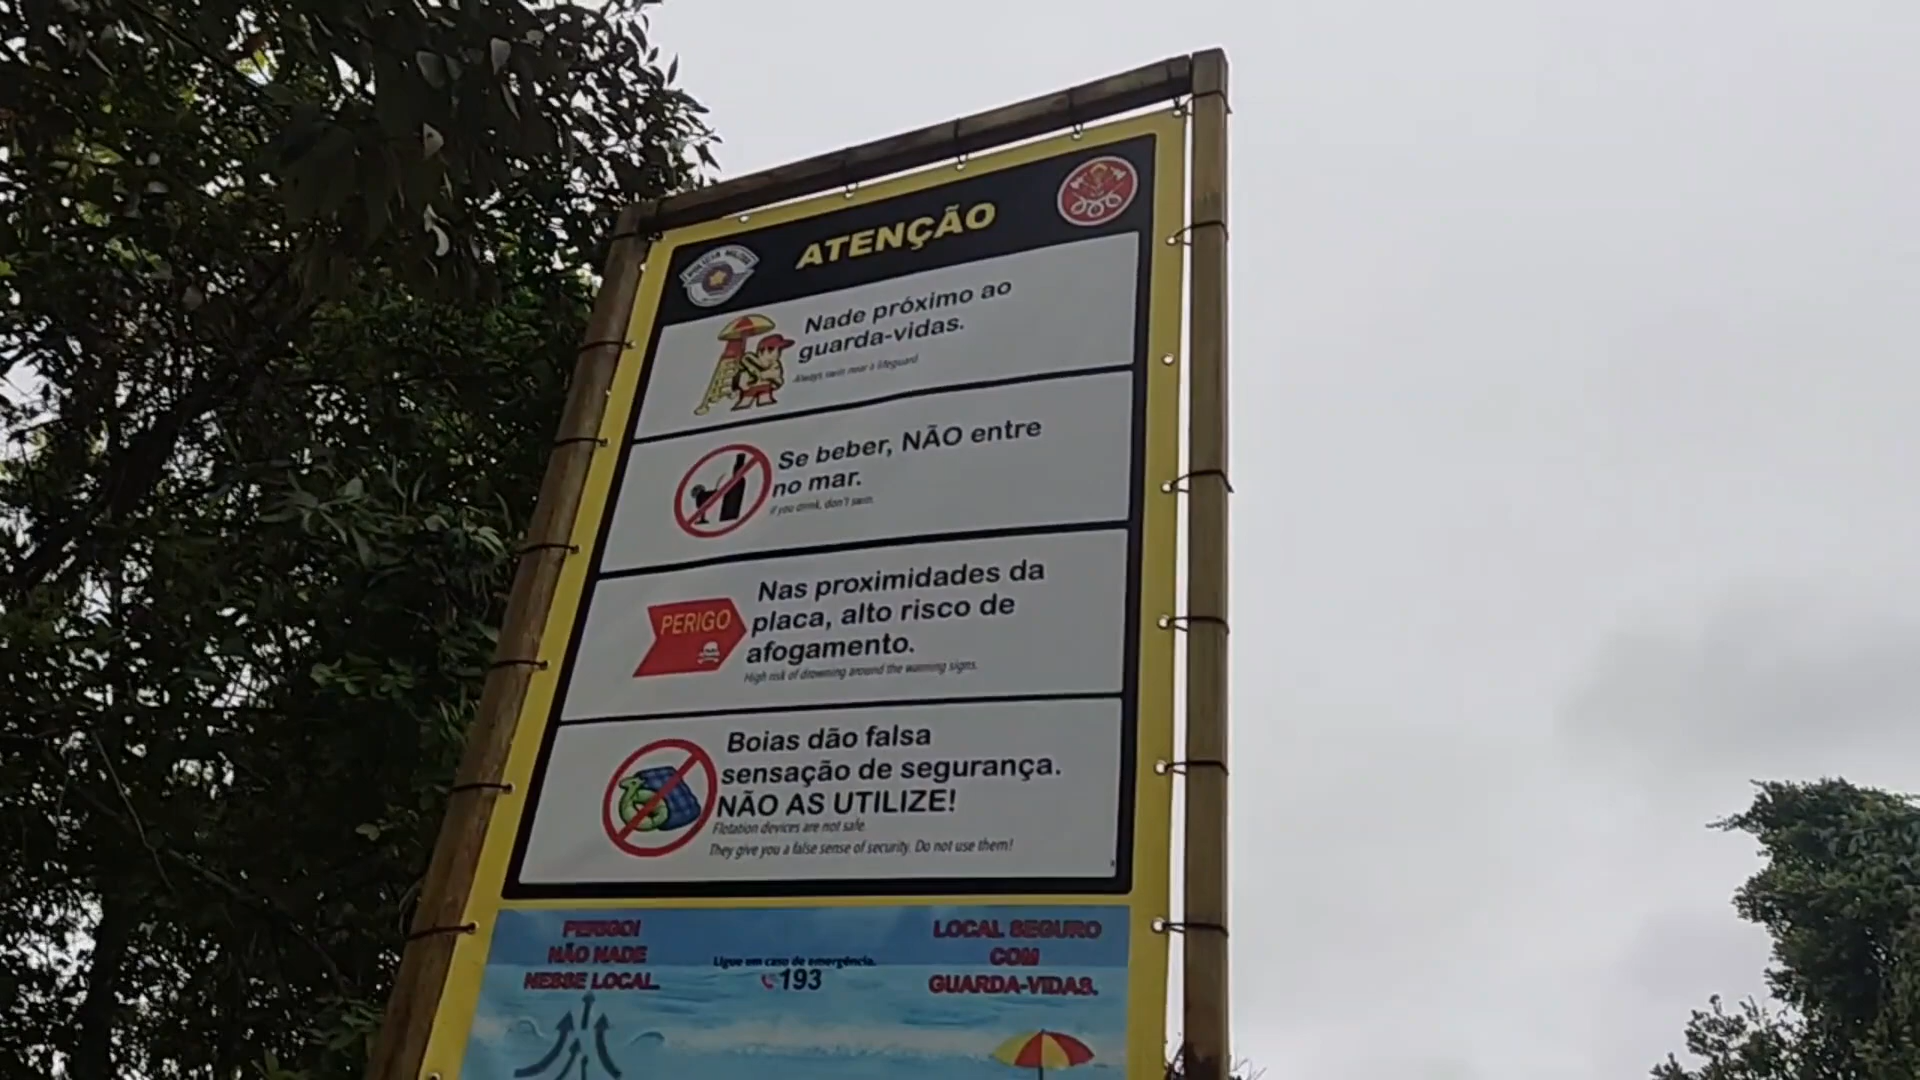 ATENÇÃO
Nade próximo ao
guarda-vidas.
Always swim near a lifeguard
Se beber, NÃO entre
no mar.
If you drink, don't swim.
PERIGO
Nas proximidades da
placa, alto risco de
afogamento.
High risk of drowning around the warning signs.
Boias dão falsa
sensação de segurança.
NÃO AS UTILIZE!
Flotation devices are not safe.
They give you a false sense of security. Do not use them!
PERIGO!
NÃO NADE
NESSE LOCAL.
Ligue em caso de emergência.
193
LOCAL SEGURO
COM
GUARDA-VIDAS.